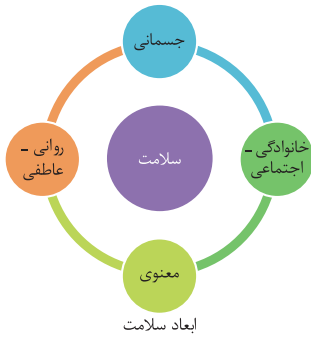 جسمانی
خانوادگی –
اجتماعی
سلامت
روانی –
عاطفی
معنوی
ابعاد سلامت